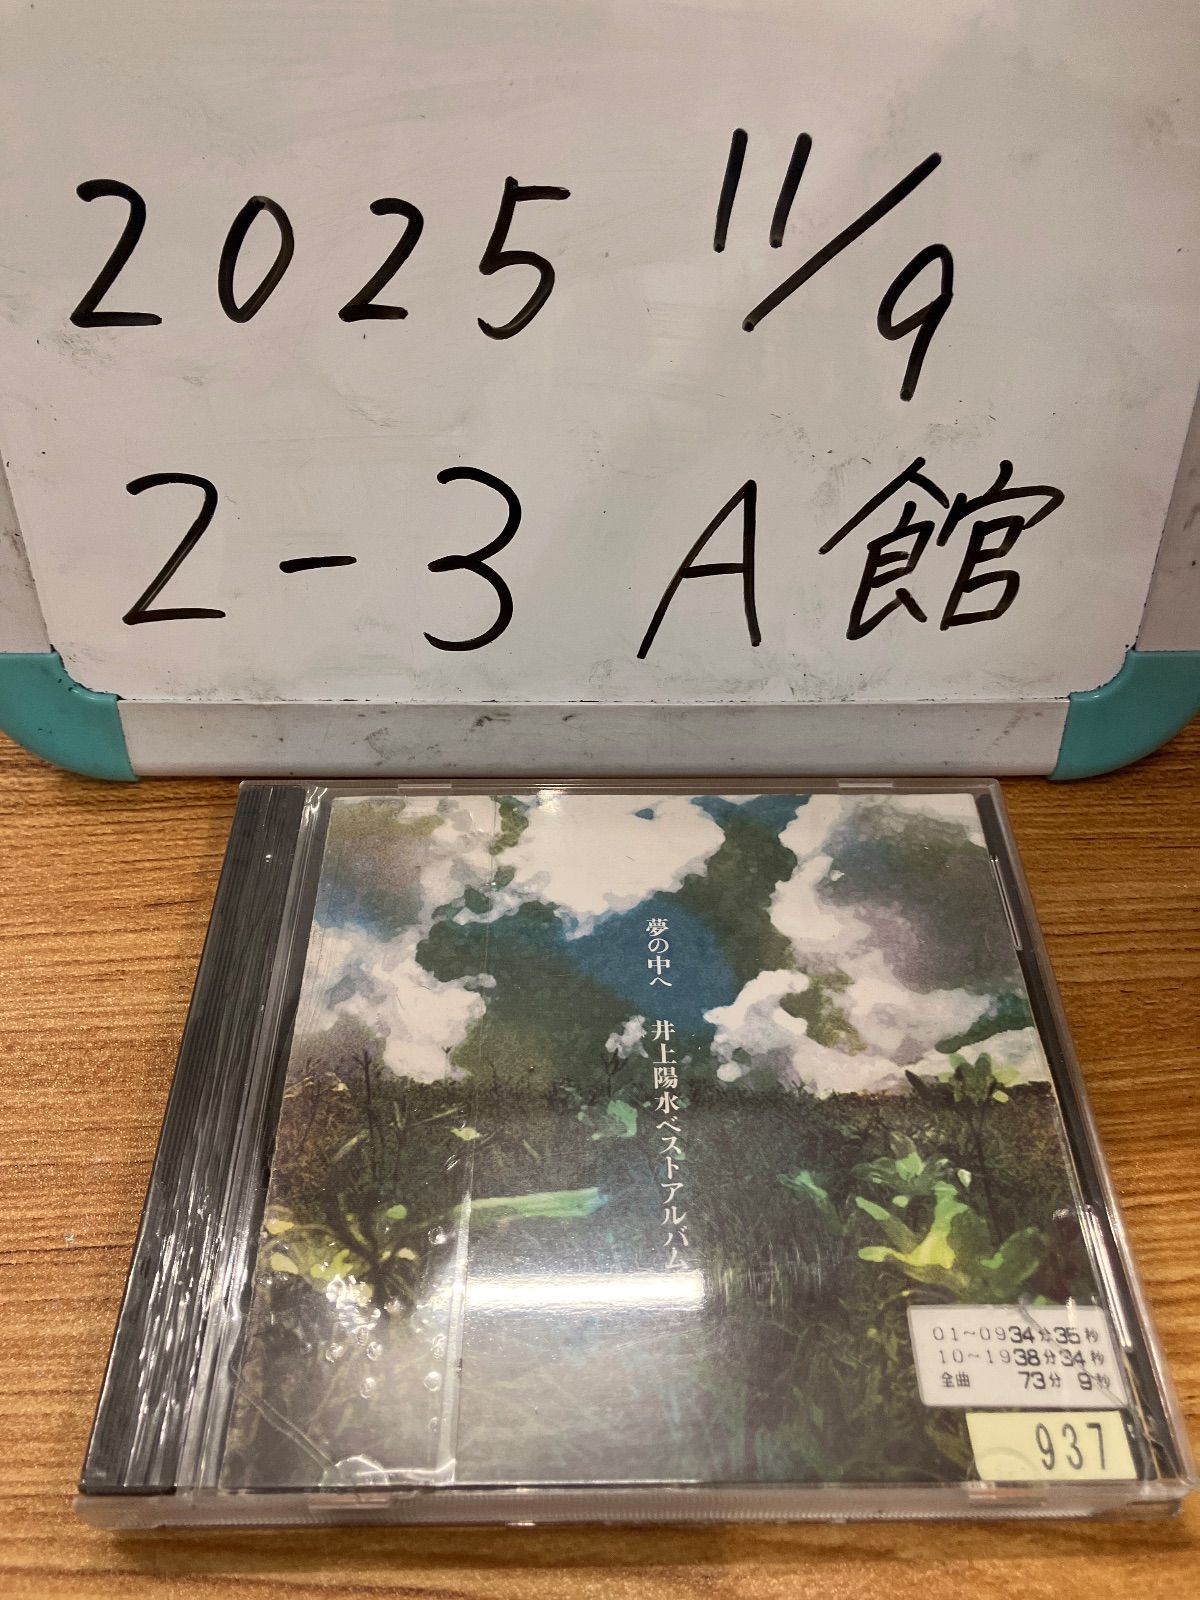 2025 11/9
2-3 A館
夢の中へ 井上陽水ベストアルバム
01～09 34分35秒
10～19 38分34秒
全曲 73分 9秒
937